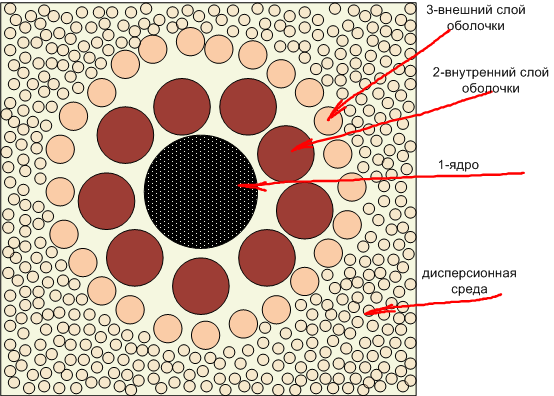 3-внешний слой
оболочки
2-внутренний слой
оболочки
1-ядро
дисперсионная
среда